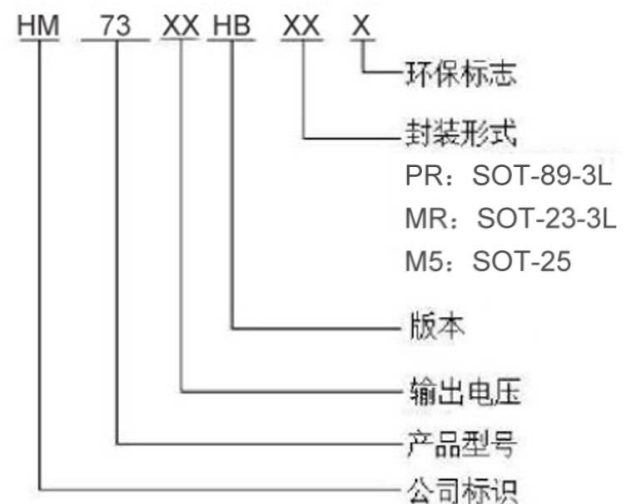 HM 73 XX HB XX X
环保标志
封装形式
PR：SOT-89-3L
MR：SOT-23-3L
M5：SOT-25
版本
输出电压
产品型号
公司标识